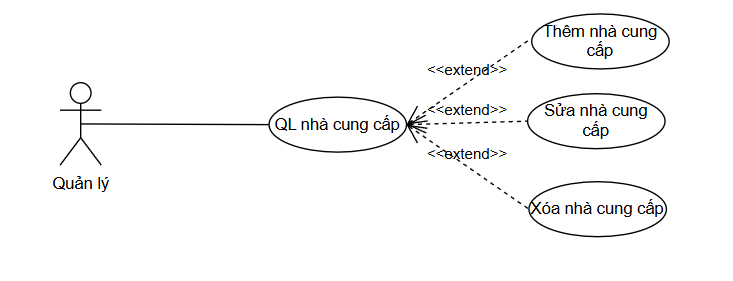 Thêm nhà cung
cấp
<<extend>>
<<extend>>
Sửa nhà cung
cấp
QL nhà cung cấp
<<extend>>
Quản lý
Xóa nhà cung cấp